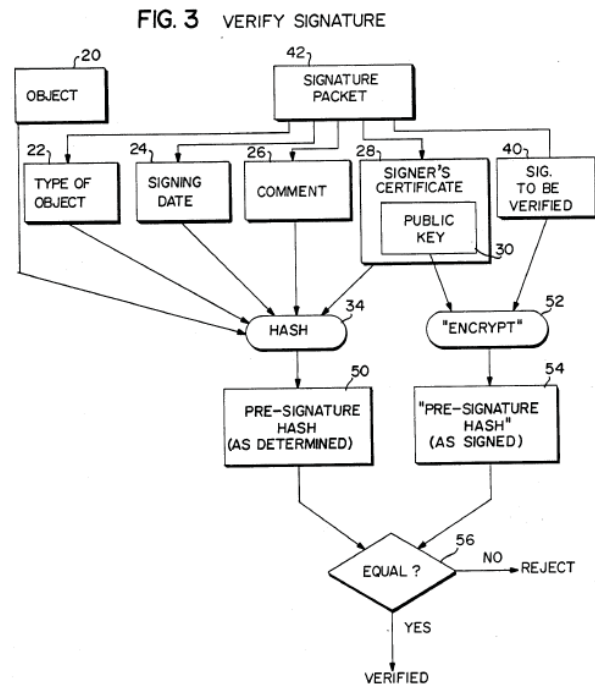 FIG. 3 VERIFY SIGNATURE
20
OBJECT
42
SIGNATURE
PACKET
22
TYPE OF
OBJECT
24
SIGNING
DATE
26
COMMENT
28
SIGNER'S
CERTIFICATE
PUBLIC
KEY
30
40
SIG.
TO BE
VERIFIED
HASH
34
"ENCRYPT"
52
50
PRE-SIGNATURE
HASH
(AS DETERMINED)
54
"PRE-SIGNATURE
HASH"
(AS SIGNED)
EQUAL ?
56
NO
REJECT
YES
VERIFIED